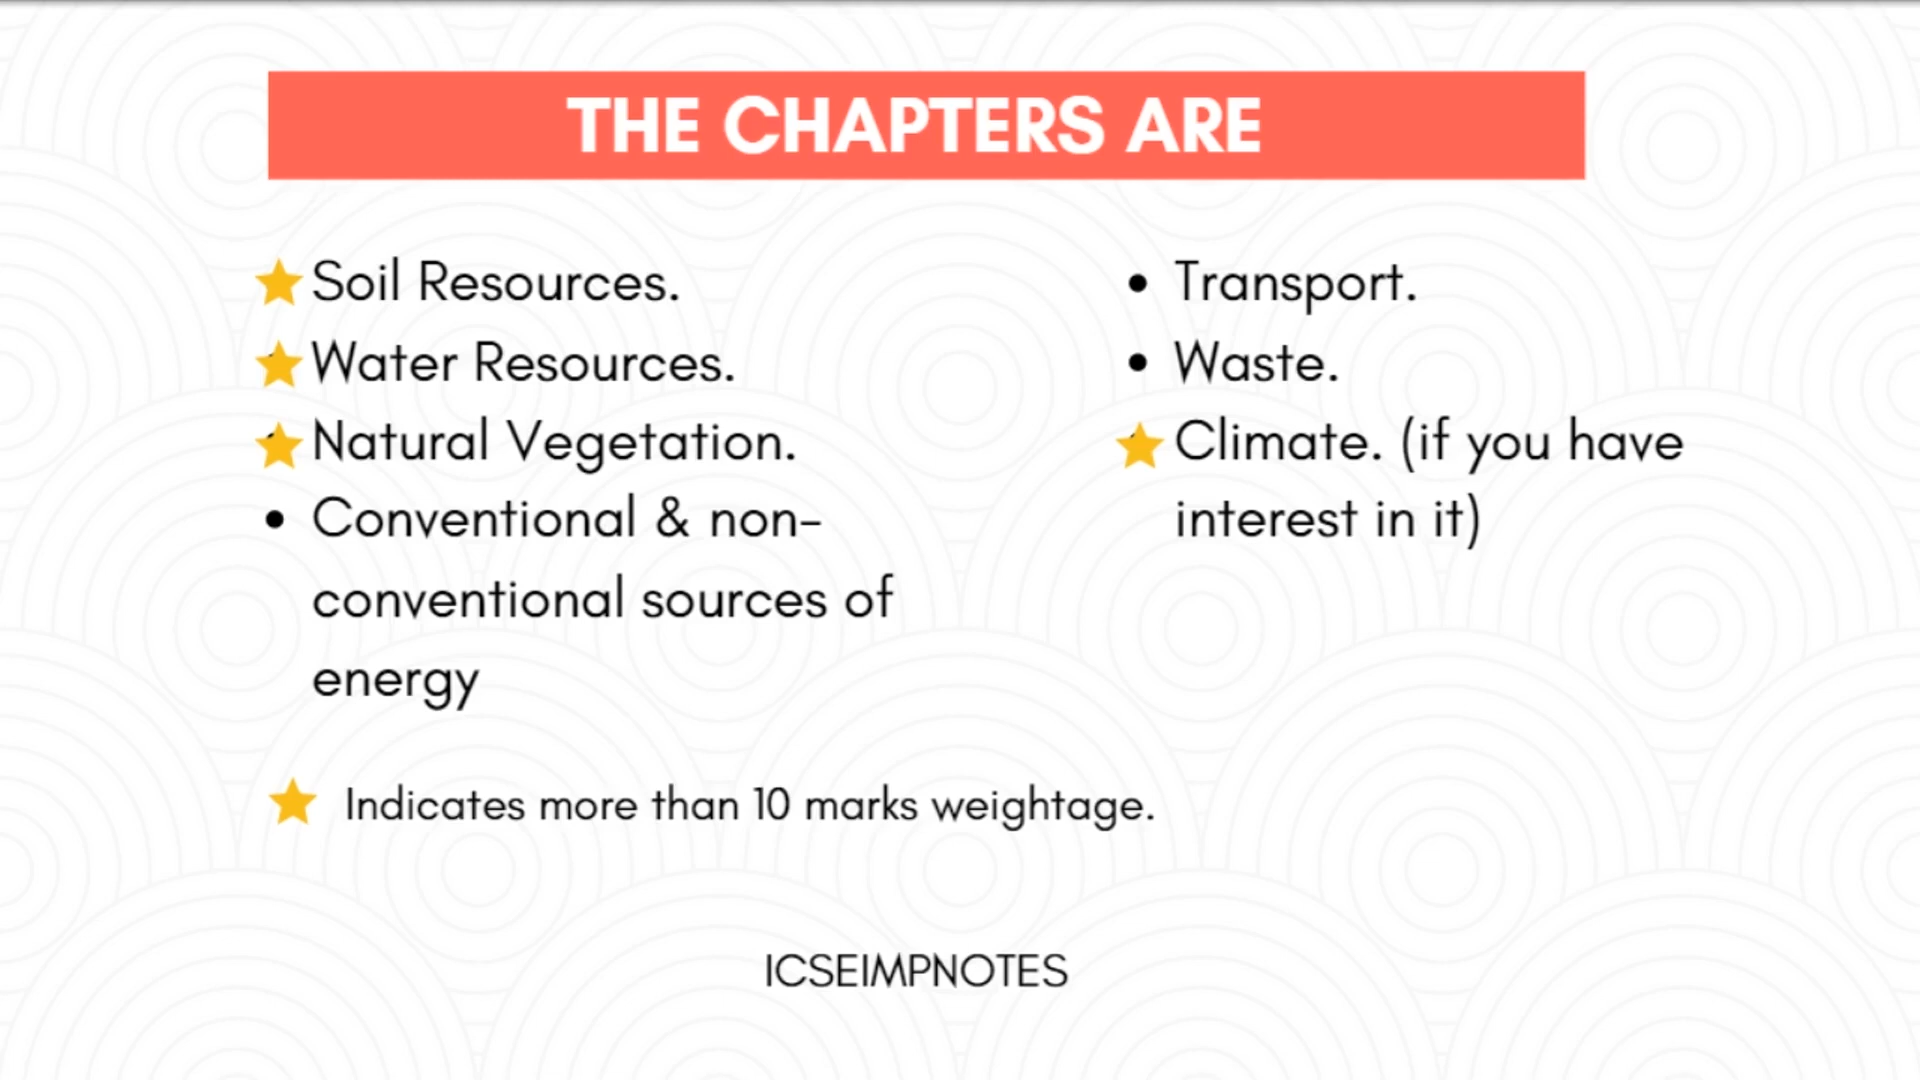 THE CHAPTERS ARE
Soil Resources.
Water Resources.
Natural Vegetation.
Conventional & non-
conventional sources of
energy
Transport.
Waste.
Climate. (if you have
interest in it)
Indicates more than 10 marks weightage.
ICSEIMPNOTES